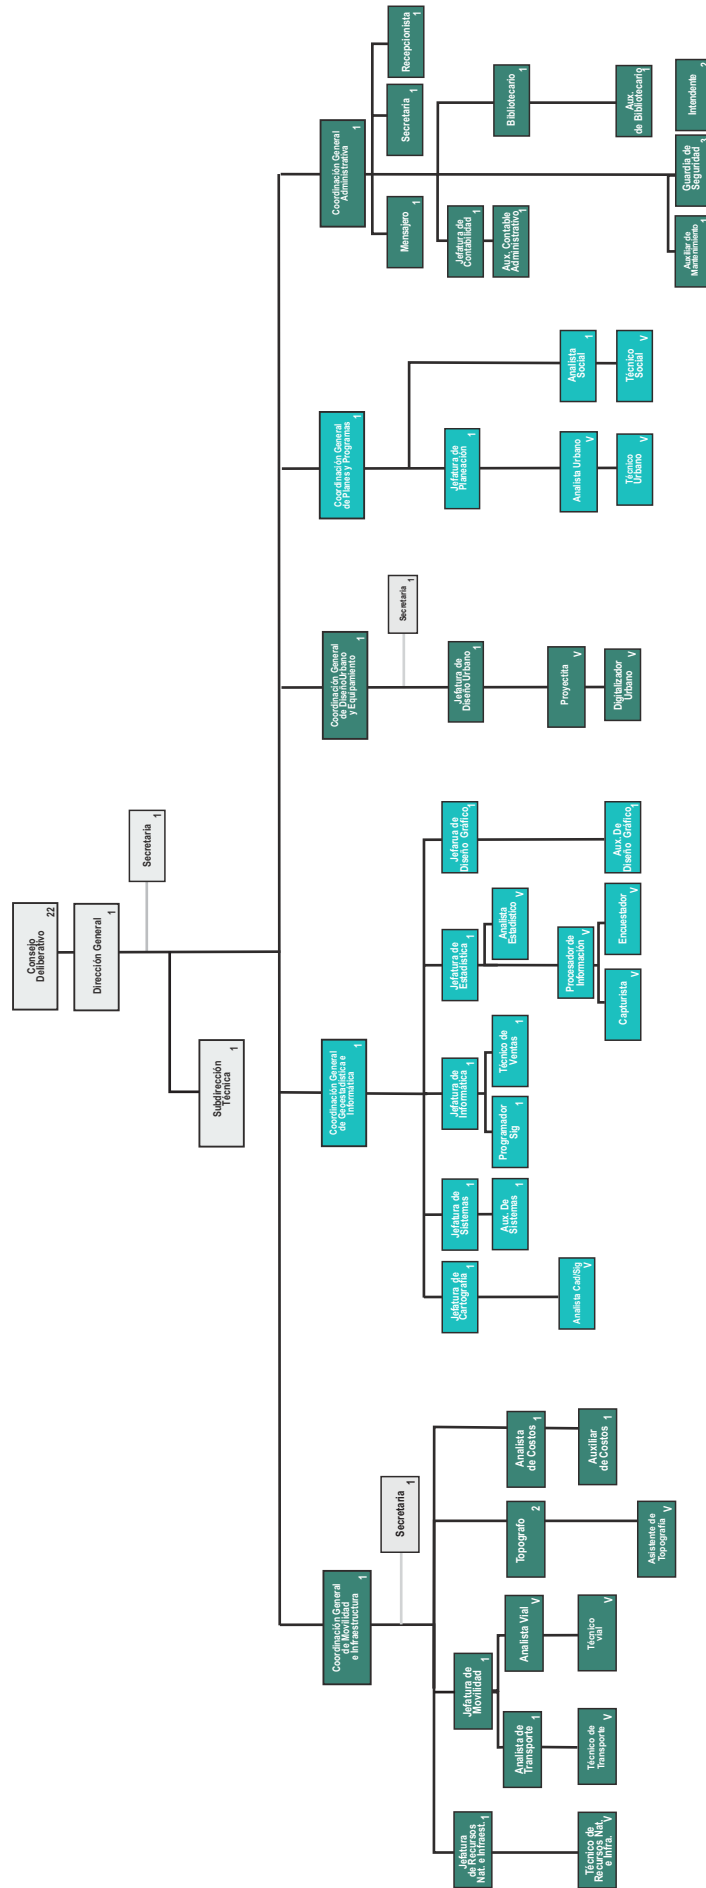 Consejo
Deliberativo
22
Dirección General
1
Secretaria
1
Subdirección
Técnica
1
Coordinación General
de Movilidad
e Infraestructura
1
Secretaria
1
Jefatura
de Recursos
Nat. e Infraest.
1
Técnico de
Recursos Nat.
e Infra.
V
Jefatura de
Movilidad
1
Analista de
Transporte
1
Técnico de
Transporte
V
Analista Vial
V
Técnico
vial
V
Topografo
2
Asistente de
Topografía
V
Analista
de Costos
1
Auxiliar
de Costos
1
Coordinación General
de Geoestadística e
Informática
1
Jefatura de
Cartografía
1
Analista Cad/Sig
V
Jefatura de
Sistemas
1
Aux. De
Sistemas
1
Jefatura de
Informática
1
Programador
Sig
1
Técnico de
Ventas
1
Jefatura de
Estadística
1
Analista
Estadístico
V
Procesador de
Información
V
Capturista
V
Encuestador
V
Jefarua de
Diseño Gráfico
1
Aux. De
Diseño Gráfico
1
Coordinación General
de DiseñoUrbano
y Equipamiento
1
Secretaria
1
Jefatura de
Diseño Urbano
1
Proyectita
V
Digitalizador
Urbano
V
Coordinación General
de Planes y Programas
1
Jefatura de
Planeación
1
Analista Urbano
V
Técnico
Urbano
V
Analista
Social
1
Técnico
Social
V
Coordinación General
Administrativa
1
Mensajero
1
Secretaria
1
Recepcionista
1
Jefatura de
Contabilidad
1
Aux. Contable
Administrativo
1
Bibliotecario
1
Aux.
de Bibliotecario
1
Auxiliar de
Mantenimiento
1
Guardia de
Seguridad
3
Intendente
2